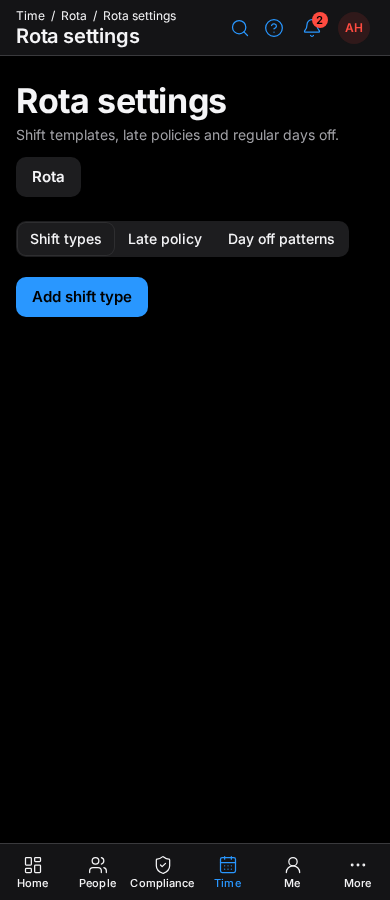 Time / Rota / Rota settings
Rota settings
2
AH
Rota settings
Shift templates, late policies and regular days off.
Rota
Shift types Late policy Day off patterns
Add shift type
Home People Compliance Time Me More